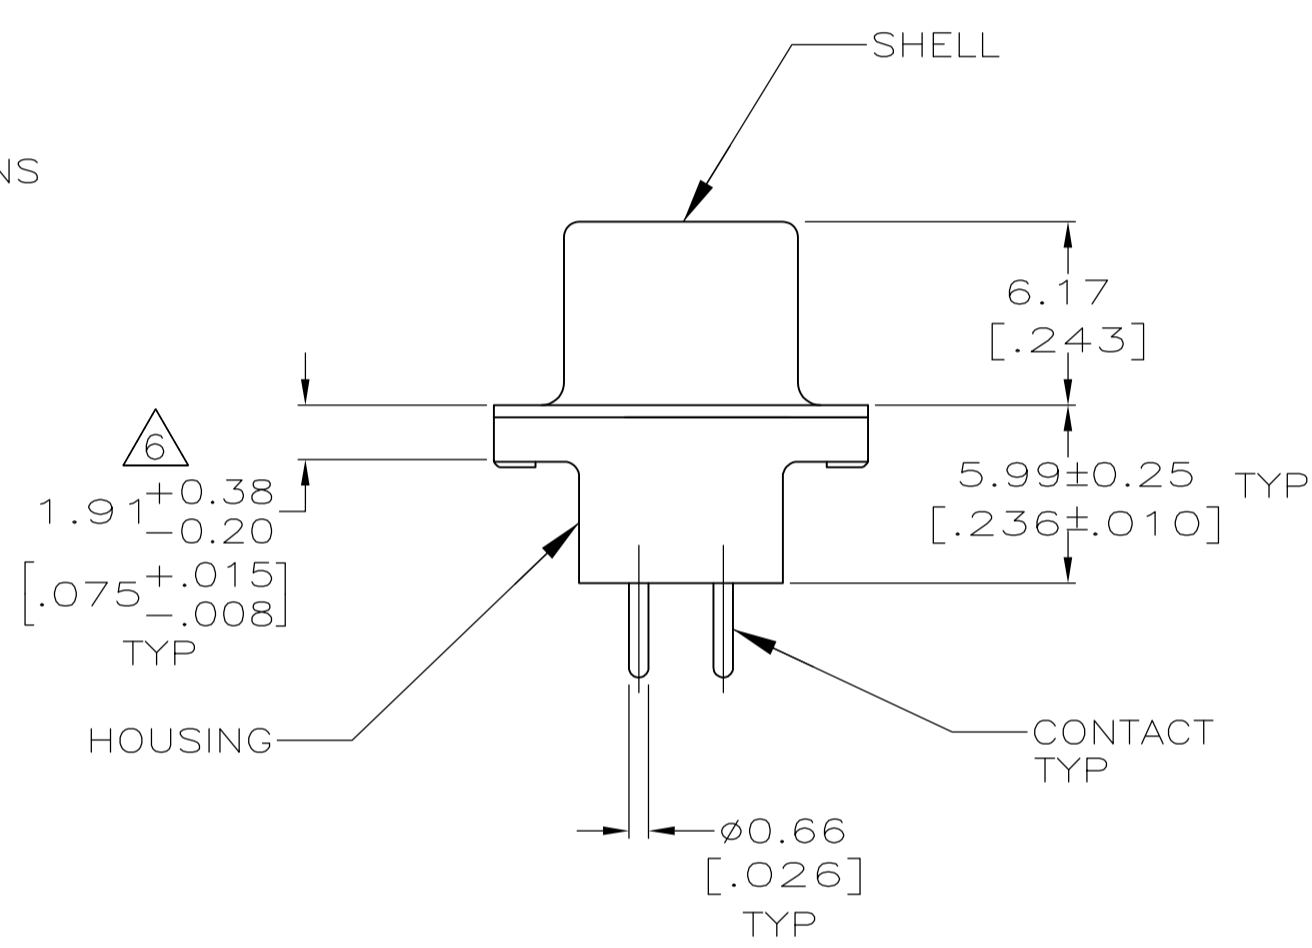 SHELL
NS
6.17
[.243]
6
1.91 +0.38
-0.20
[.075 +.015
-.008]
TYP
5.99±0.25 TYP
[.236±.010]
HOUSING
CONTACT
TYP
ø0.66
[.026]
TYP